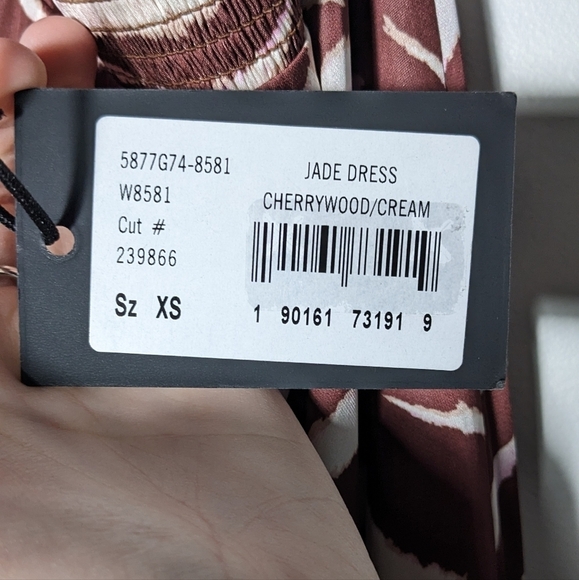 5877G74-8581
W8581
Cut #
239866
Sz XS
JADE DRESS
CHERRYWOOD/CREAM
1 90161 73191 9